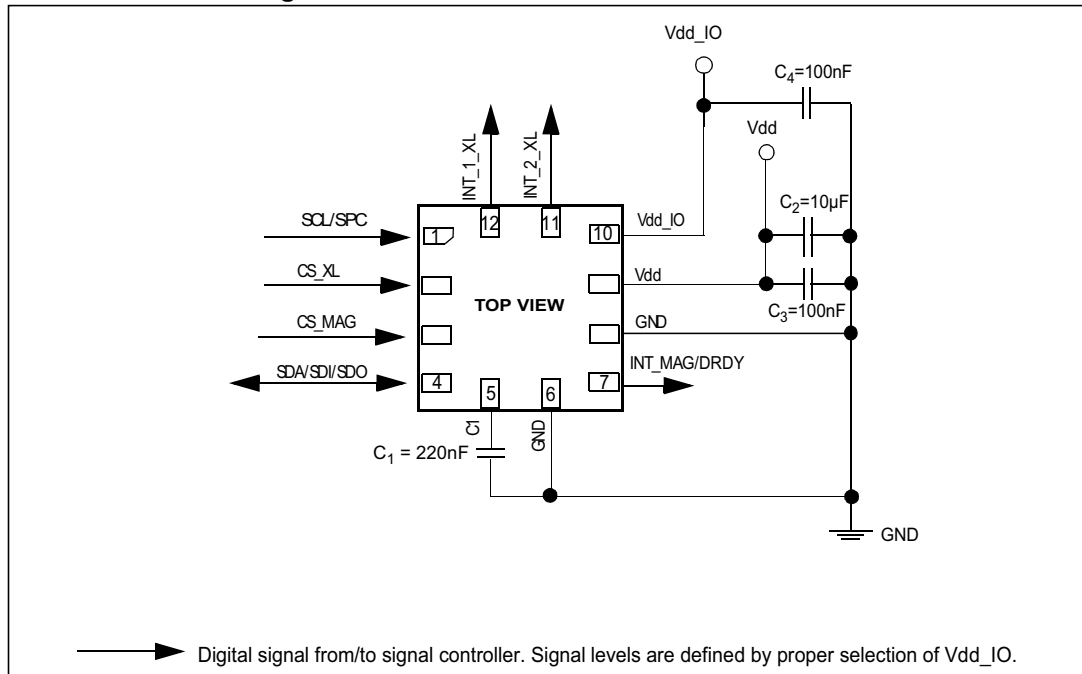 Vdd_IO
C4=100nF
Vdd
INT_1_XL
INT_2_XL
C2=10µF
SCL/SPC
1
12
11
10
Vdd_IO
CS_XL
Vdd
TOP VIEW
C3=100nF
CS_MAG
GND
INT_MAG/DRDY
SDA/SDI/SDO
4
5
6
7
C1
GND
C1 = 220nF
GND
Digital signal from/to signal controller. Signal levels are defined by proper selection of Vdd_IO.